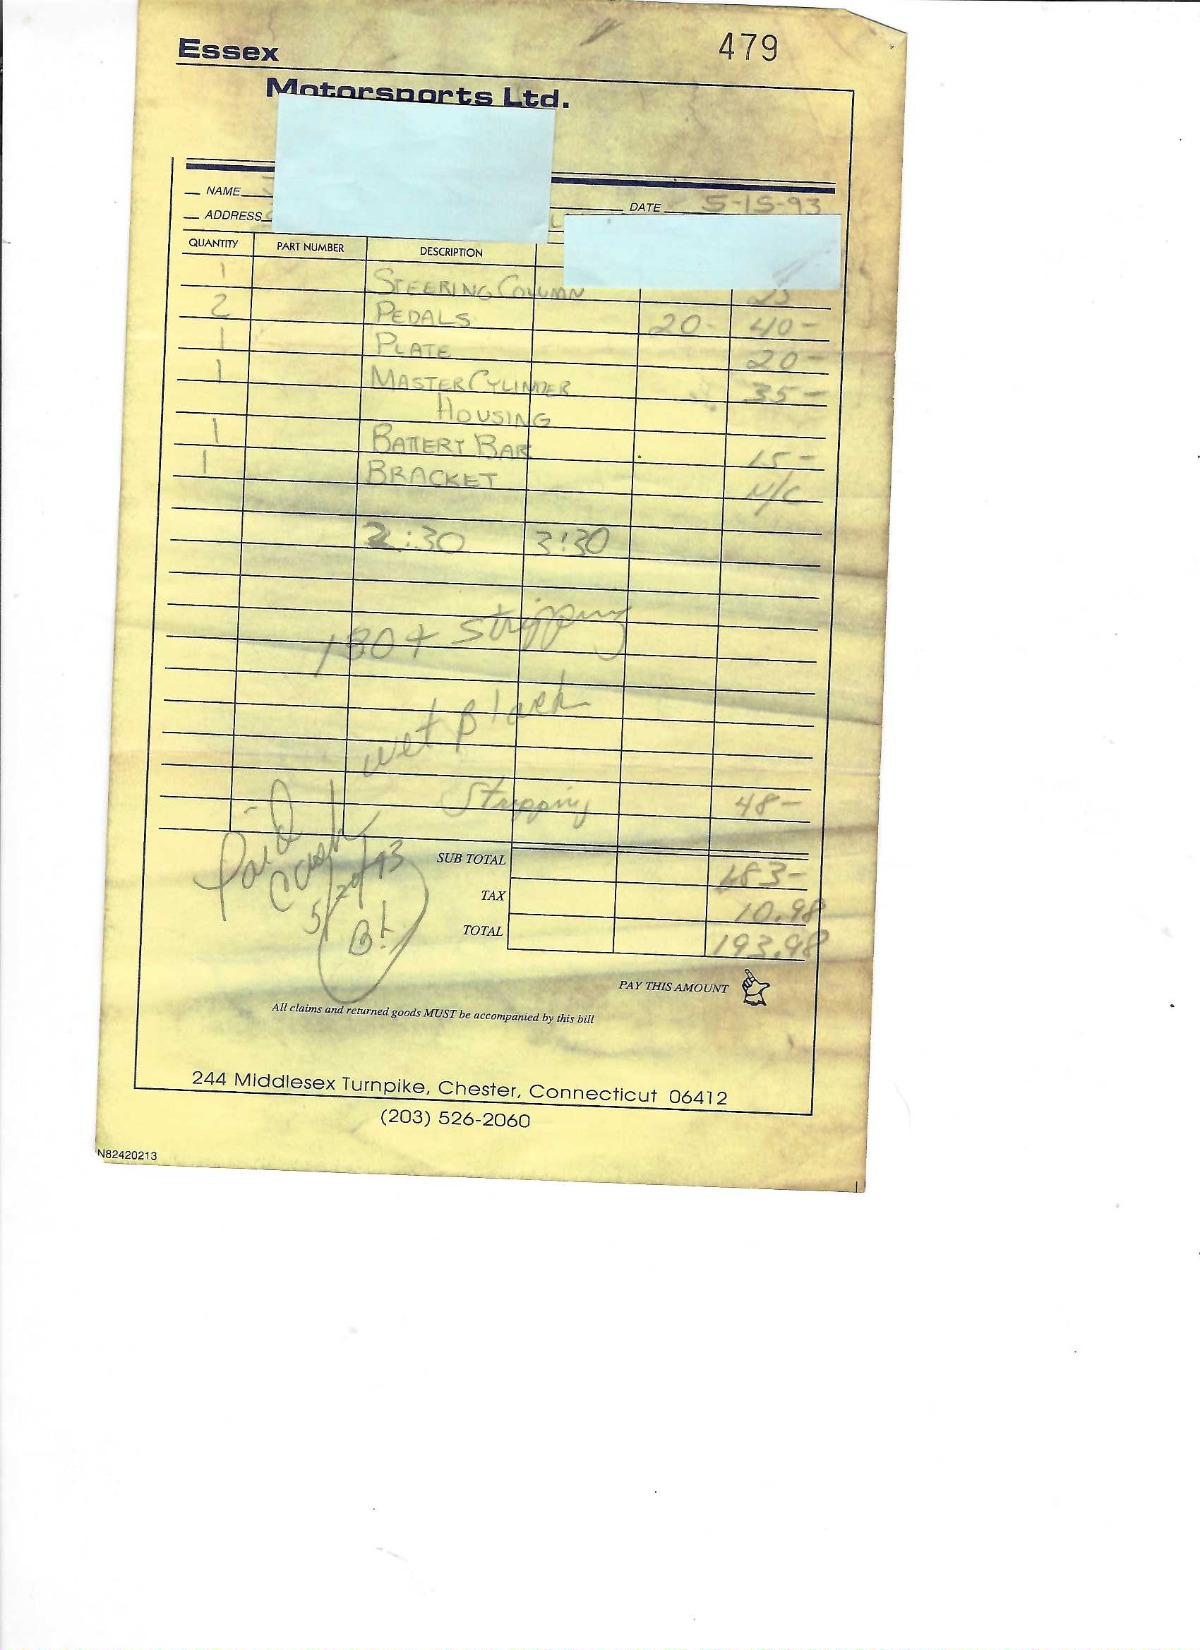 Essex
479
Motorsports Ltd.
NAME
DATE 5-15-93
ADDRESS
QUANTITY PART NUMBER DESCRIPTION
1 STEERING COLUMN 25
2 PEDALS 20- 40-
1 PLATE 20-
1 MASTER CYLINDER 35-
HOUSING
1 BATTERY BAR 15-
1 BRACKET N/C
2:30 3:30
130+ Stripping
wet Black
Stripping 48-
Paid
Cash
5/20/93
SUB TOTAL 183-
TAX 10.98
TOTAL 193.98
PAY THIS AMOUNT
All claims and returned goods MUST be accompanied by this bill
244 Middlesex Turnpike, Chester, Connecticut 06412
(203) 526-2060
N82420213